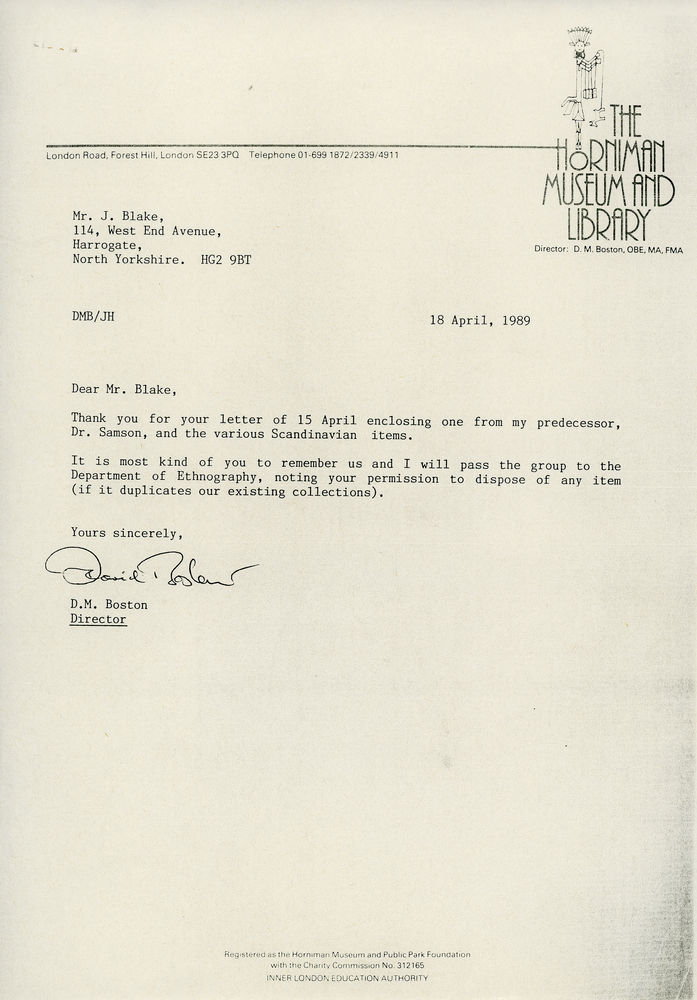 THE
HORNIMAN
MUSEUM AND
LIBRARY
Director: D. M. Boston, OBE, MA, FMA
London Road, Forest Hill, London SE23 3PQ Telephone 01-699 1872/2339/4911
Mr. J. Blake,
114, West End Avenue,
Harrogate,
North Yorkshire. HG2 9BT
DMB/JH
18 April, 1989
Dear Mr. Blake,
Thank you for your letter of 15 April enclosing one from my predecessor,
Dr. Samson, and the various Scandinavian items.
It is most kind of you to remember us and I will pass the group to the
Department of Ethnography, noting your permission to dispose of any item
(if it duplicates our existing collections).
Yours sincerely,
David Boston
D.M. Boston
Director
Registered as the Horniman Museum and Public Park Foundation
with the Charity Commission No. 312165
INNER LONDON EDUCATION AUTHORITY